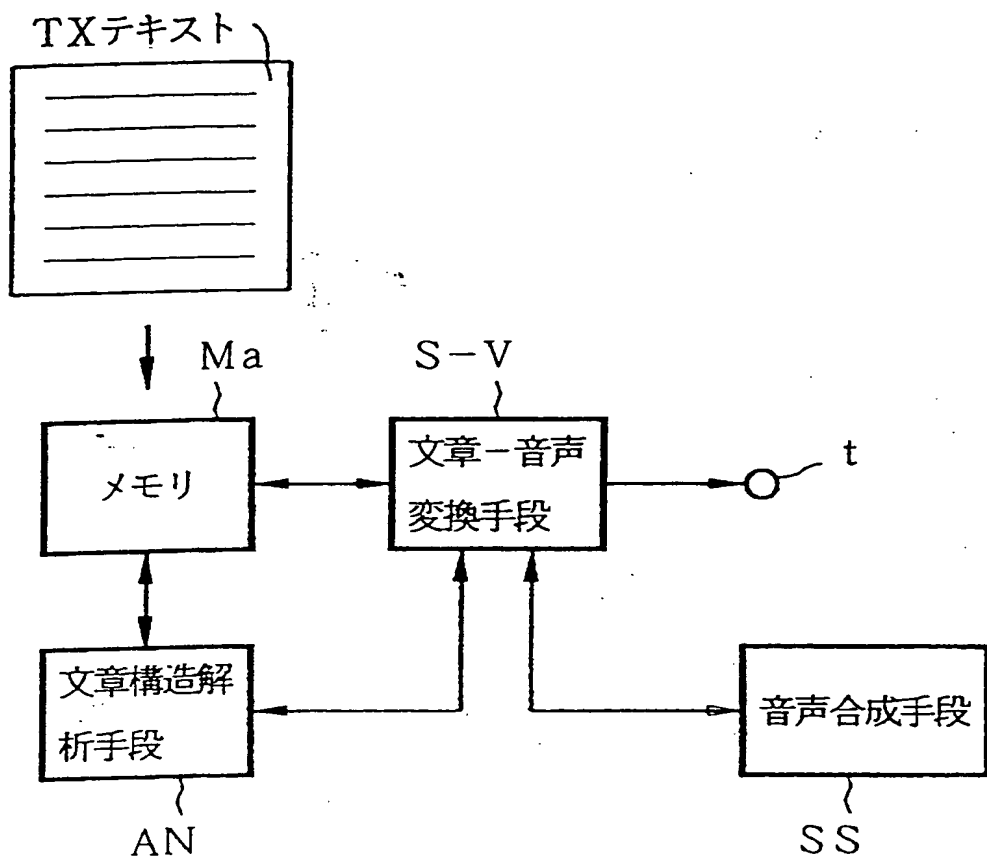 TXテキスト
Ma
S－V
メモリ
文章－音声
変換手段
t
文章構造解
析手段
音声合成手段
AN
SS